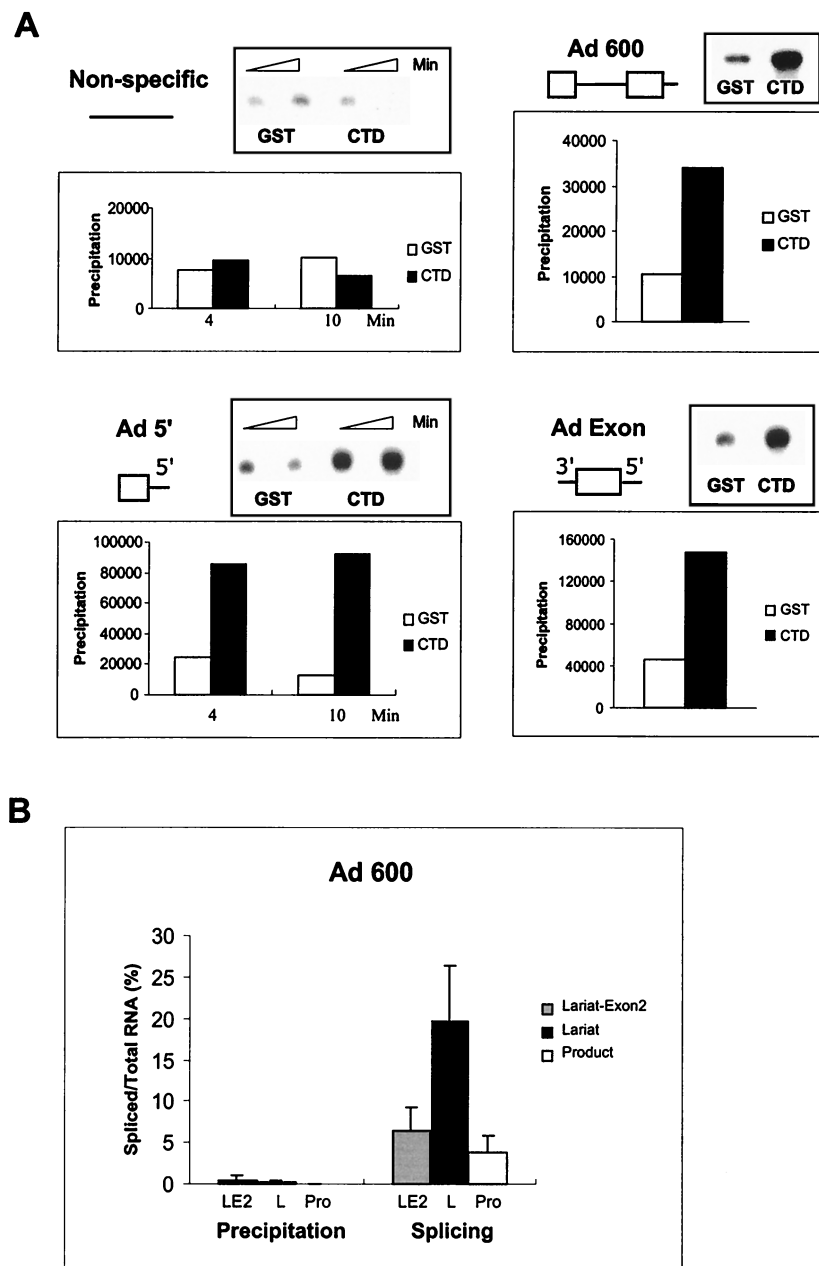 A
Non-specific
Min
GST CTD
Precipitation
20000
10000
0
4 10 Min
GST
CTD
Ad 600
GST CTD
Precipitation
40000
30000
20000
10000
0
GST
CTD
Ad 5'
5'
Min
GST CTD
Precipitation
100000
80000
60000
40000
20000
0
4 10 Min
GST
CTD
Ad Exon
3' 5'
GST CTD
Precipitation
160000
120000
80000
40000
0
GST
CTD
B
Ad 600
Spliced/Total RNA (%)
30
25
20
15
10
5
0
LE2 L Pro LE2 L Pro
Precipitation Splicing
Lariat-Exon2
Lariat
Product